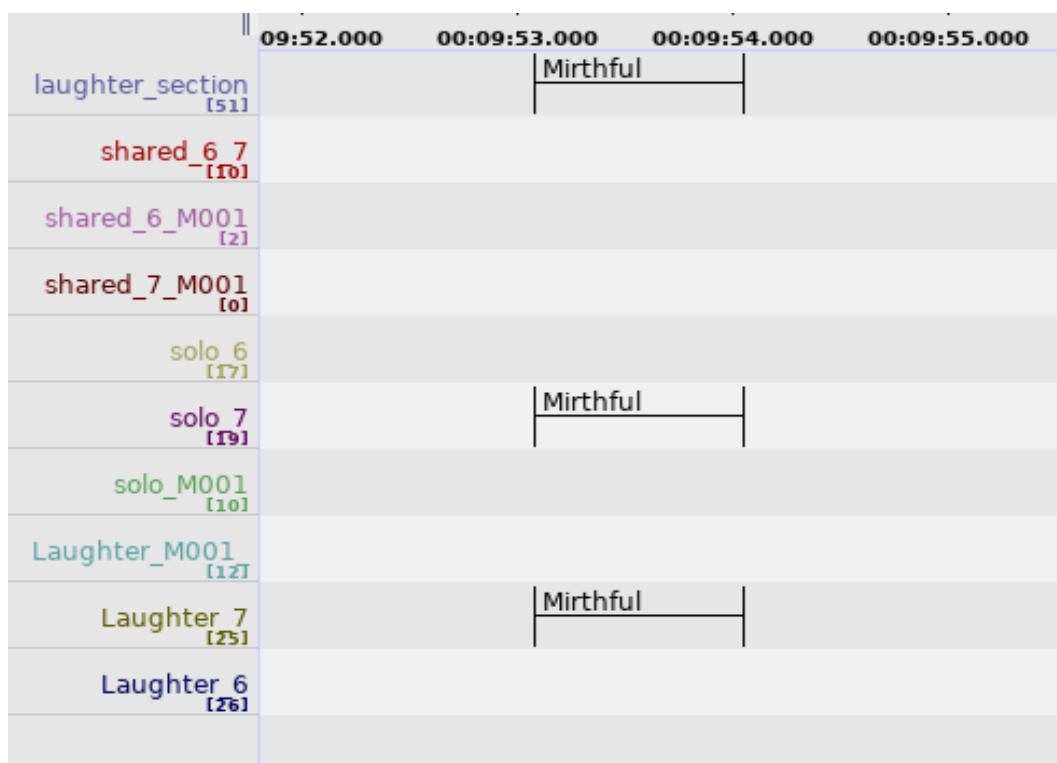 09:52.000 00:09:53.000 00:09:54.000 00:09:55.000
laughter_section Mirthful
[51]
shared_6_7
[10]
shared_6_M001
[2]
shared_7_M001
[0]
solo_6
[17]
solo_7 Mirthful
[19]
solo_M001
[10]
Laughter_M001_
[12]
Laughter_7 Mirthful
[25]
Laughter_6
[26]